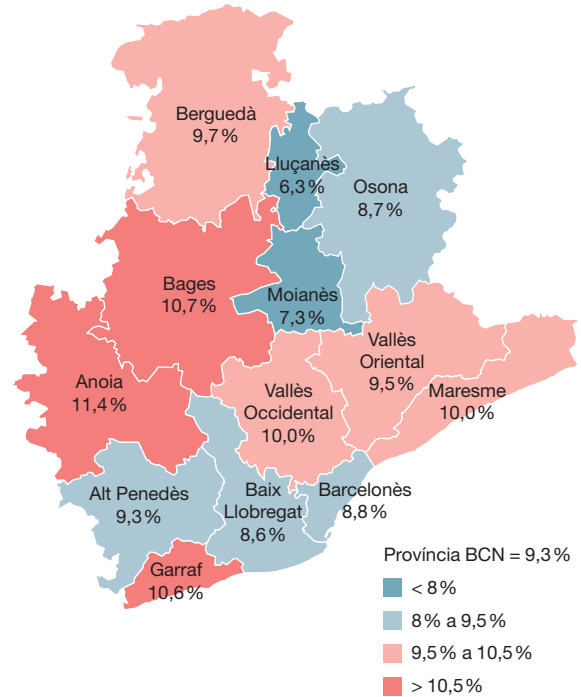 Berguedà
9,7%
Lluçanès
6,3%
Osona
8,7%
Bages
10,7%
Moianès
7,3%
Vallès
Oriental
9,5%
Anoia
11,4%
Vallès
Occidental
10,0%
Maresme
10,0%
Alt Penedès
9,3%
Baix
Llobregat
8,6%
Barcelonès
8,8%
Garraf
10,6%
Província BCN = 9,3%
< 8%
8% a 9,5%
9,5% a 10,5%
> 10,5%